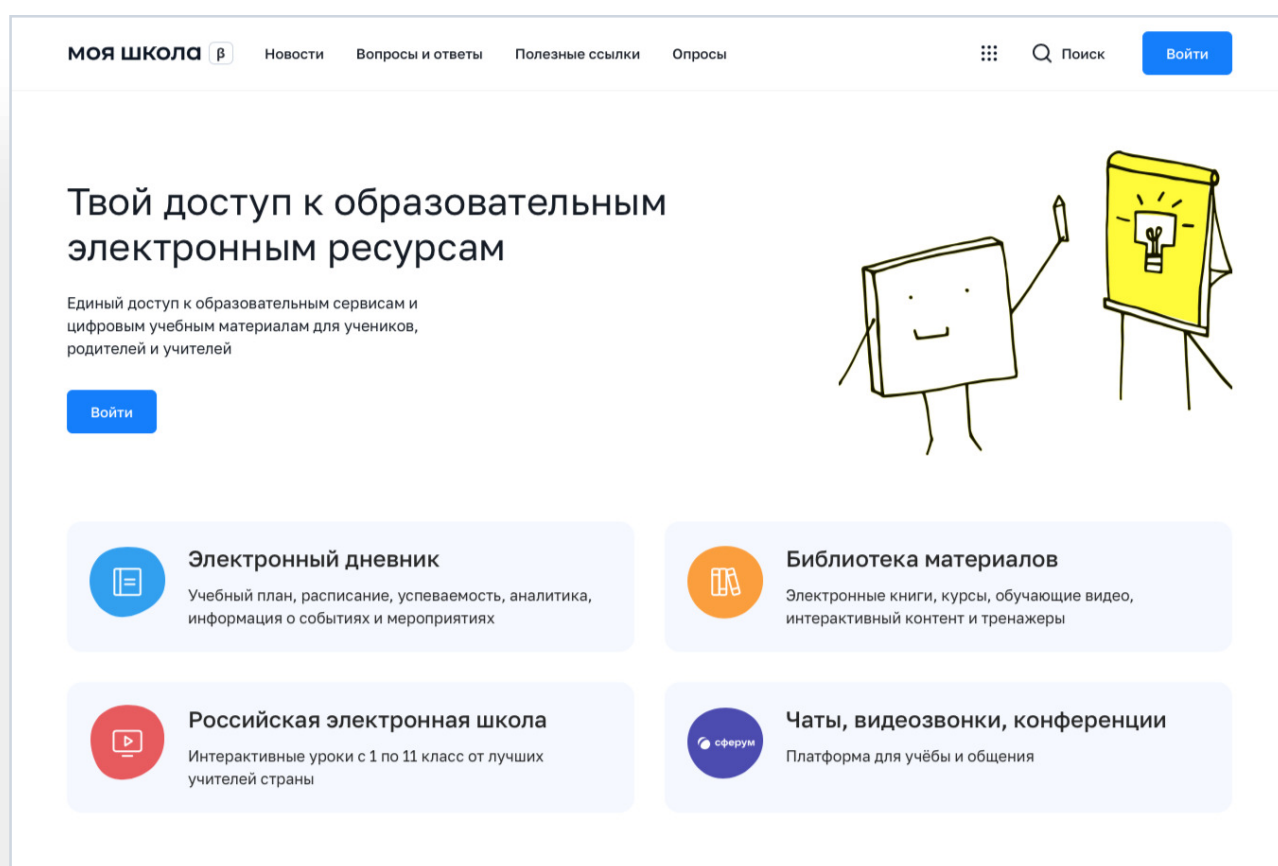 моя школа β Новости Вопросы и ответы Полезные ссылки Опросы Поиск Войти
Твой доступ к образовательным
электронным ресурсам
Единый доступ к образовательным сервисам и
цифровым учебным материалам для учеников,
родителей и учителей
Войти
Электронный дневник
Учебный план, расписание, успеваемость, аналитика,
информация о событиях и мероприятиях
Библиотека материалов
Электронные книги, курсы, обучающие видео,
интерактивный контент и тренажеры
Российская электронная школа
Интерактивные уроки с 1 по 11 класс от лучших
учителей страны
сферум
Чаты, видеозвонки, конференции
Платформа для учёбы и общения